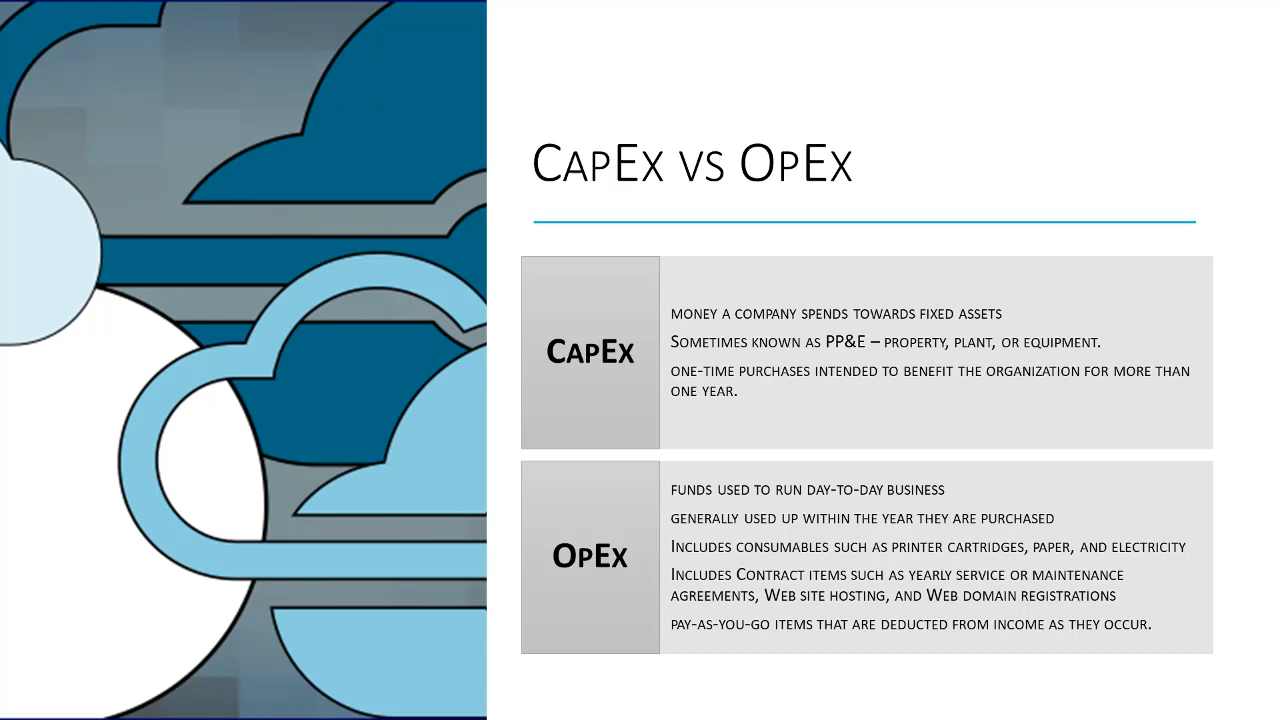 CapEx vs OpEx
CapEx
money a company spends towards fixed assets
Sometimes known as PP&E – property, plant, or equipment.
one-time purchases intended to benefit the organization for more than
one year.
OpEx
funds used to run day-to-day business
generally used up within the year they are purchased
Includes consumables such as printer cartridges, paper, and electricity
Includes Contract items such as yearly service or maintenance
agreements, Web site hosting, and Web domain registrations
pay-as-you-go items that are deducted from income as they occur.